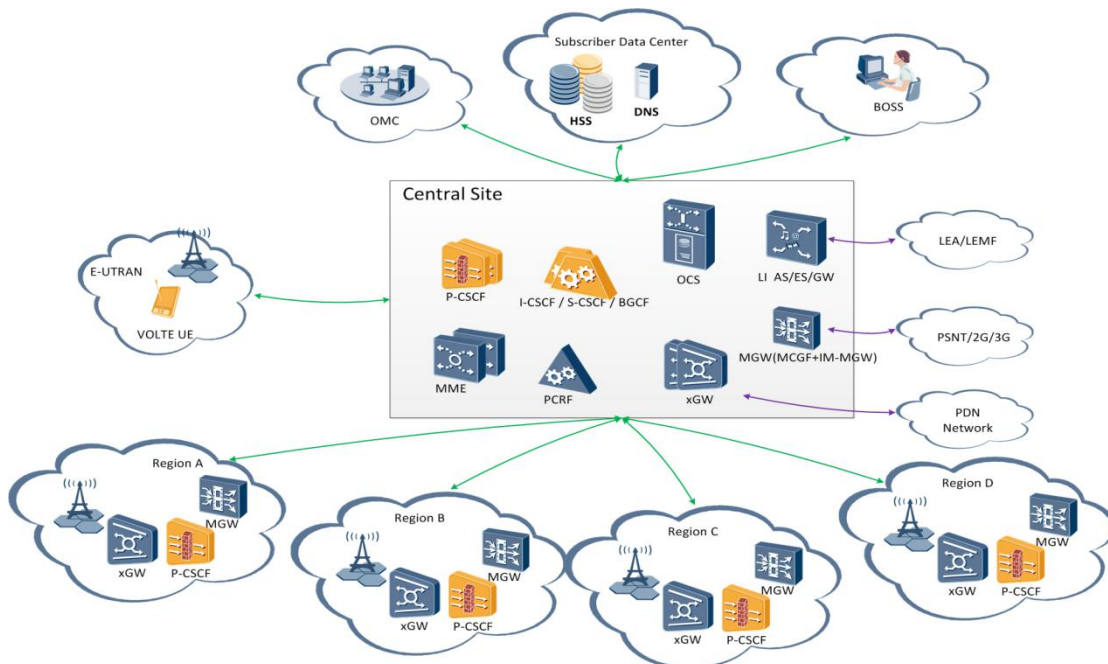 Subscriber Data Center
OMC
HSS
DNS
BOSS
Central Site
E-UTRAN
VOLTE UE
P-CSCF
I-CSCF / S-CSCF / BGCF
OCS
LI AS/ES/GW
LEA/LEMF
MME
PCRF
xGW
MGW(MCGF+IM-MGW)
PSNT/2G/3G
PDN
Network
Region A
MGW
xGW
P-CSCF
Region B
MGW
xGW
P-CSCF
Region C
MGW
xGW
P-CSCF
Region D
MGW
xGW
P-CSCF